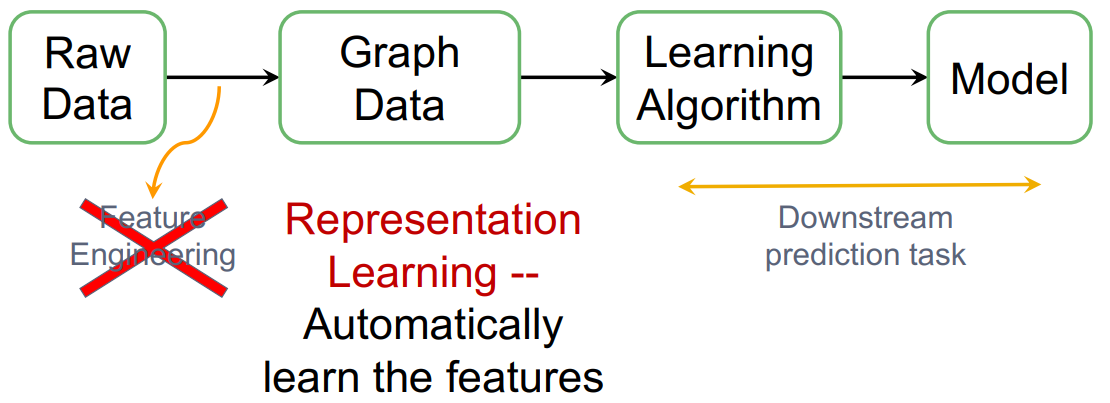 Raw
Data
Graph
Data
Learning
Algorithm
Model
Feature
Engineering
Representation
Learning --
Automatically
learn the features
Downstream
prediction task